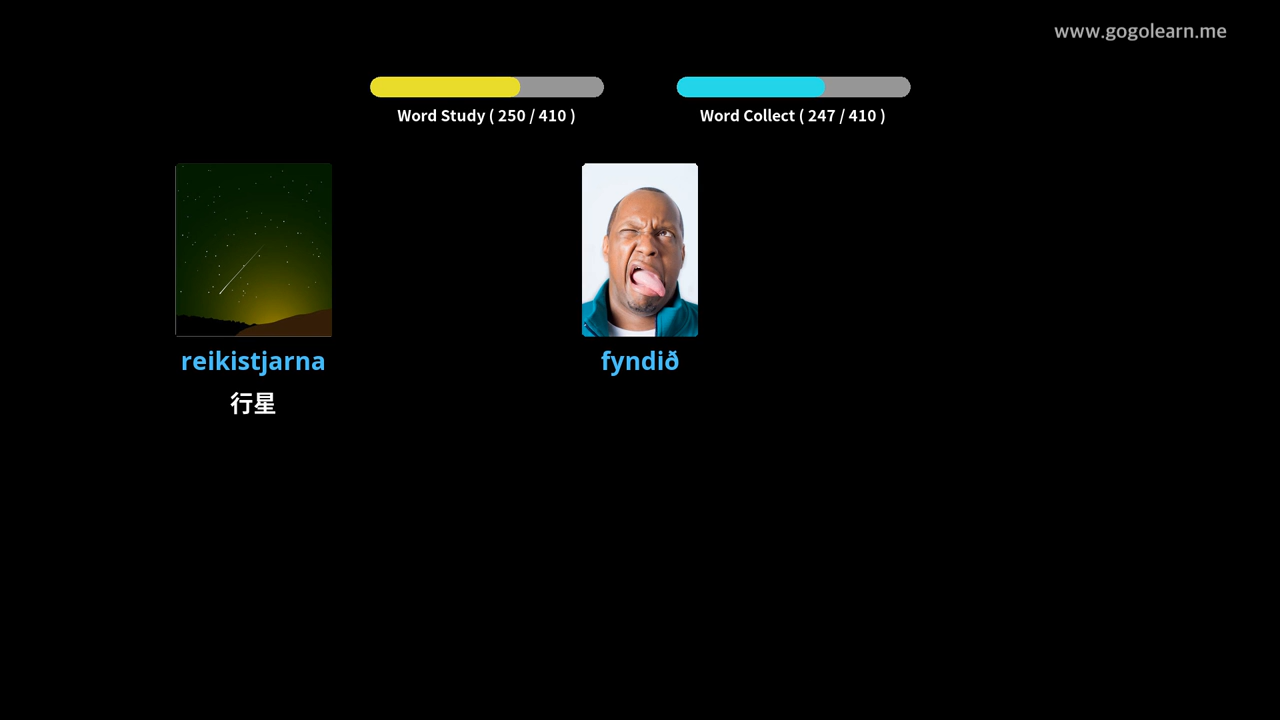 www.gogolearn.me
Word Study ( 250 / 410 )
Word Collect ( 247 / 410 )
reikistjarna
fyndið
行星